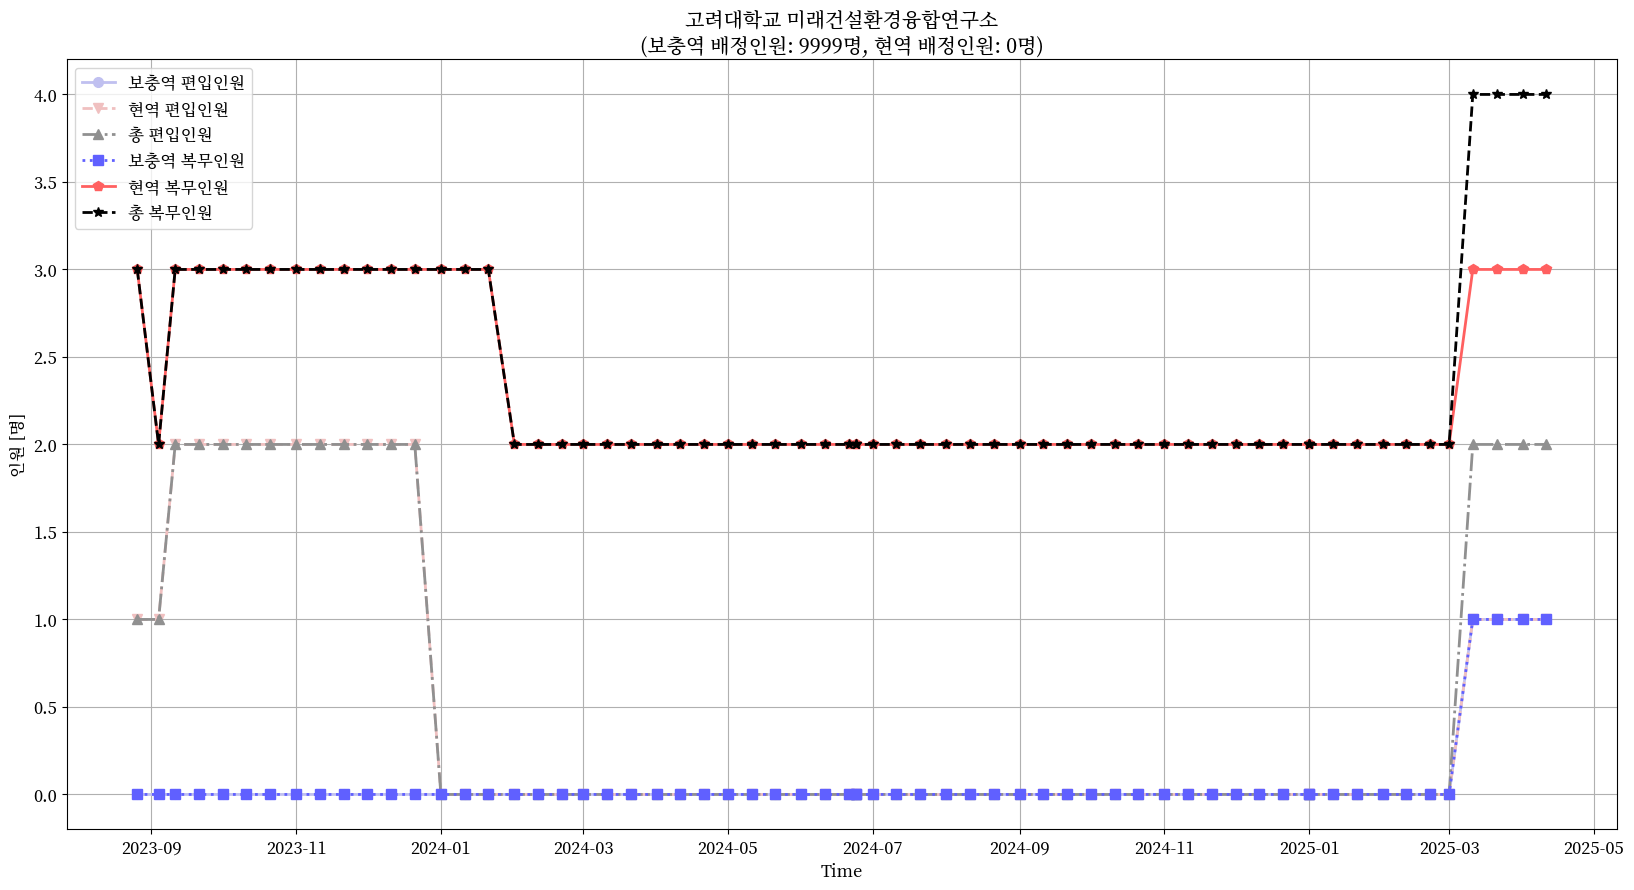 고려대학교 미래건설환경융합연구소
(보충역 배정인원: 9999명, 현역 배정인원: 0명)
보충역 편입인원
현역 편입인원
총 편입인원
보충역 복무인원
현역 복무인원
총 복무인원
인원 [명]
4.0
3.5
3.0
2.5
2.0
1.5
1.0
0.5
0.0
2023-09
2023-11
2024-01
2024-03
2024-05
2024-07
2024-09
2024-11
2025-01
2025-03
2025-05
Time